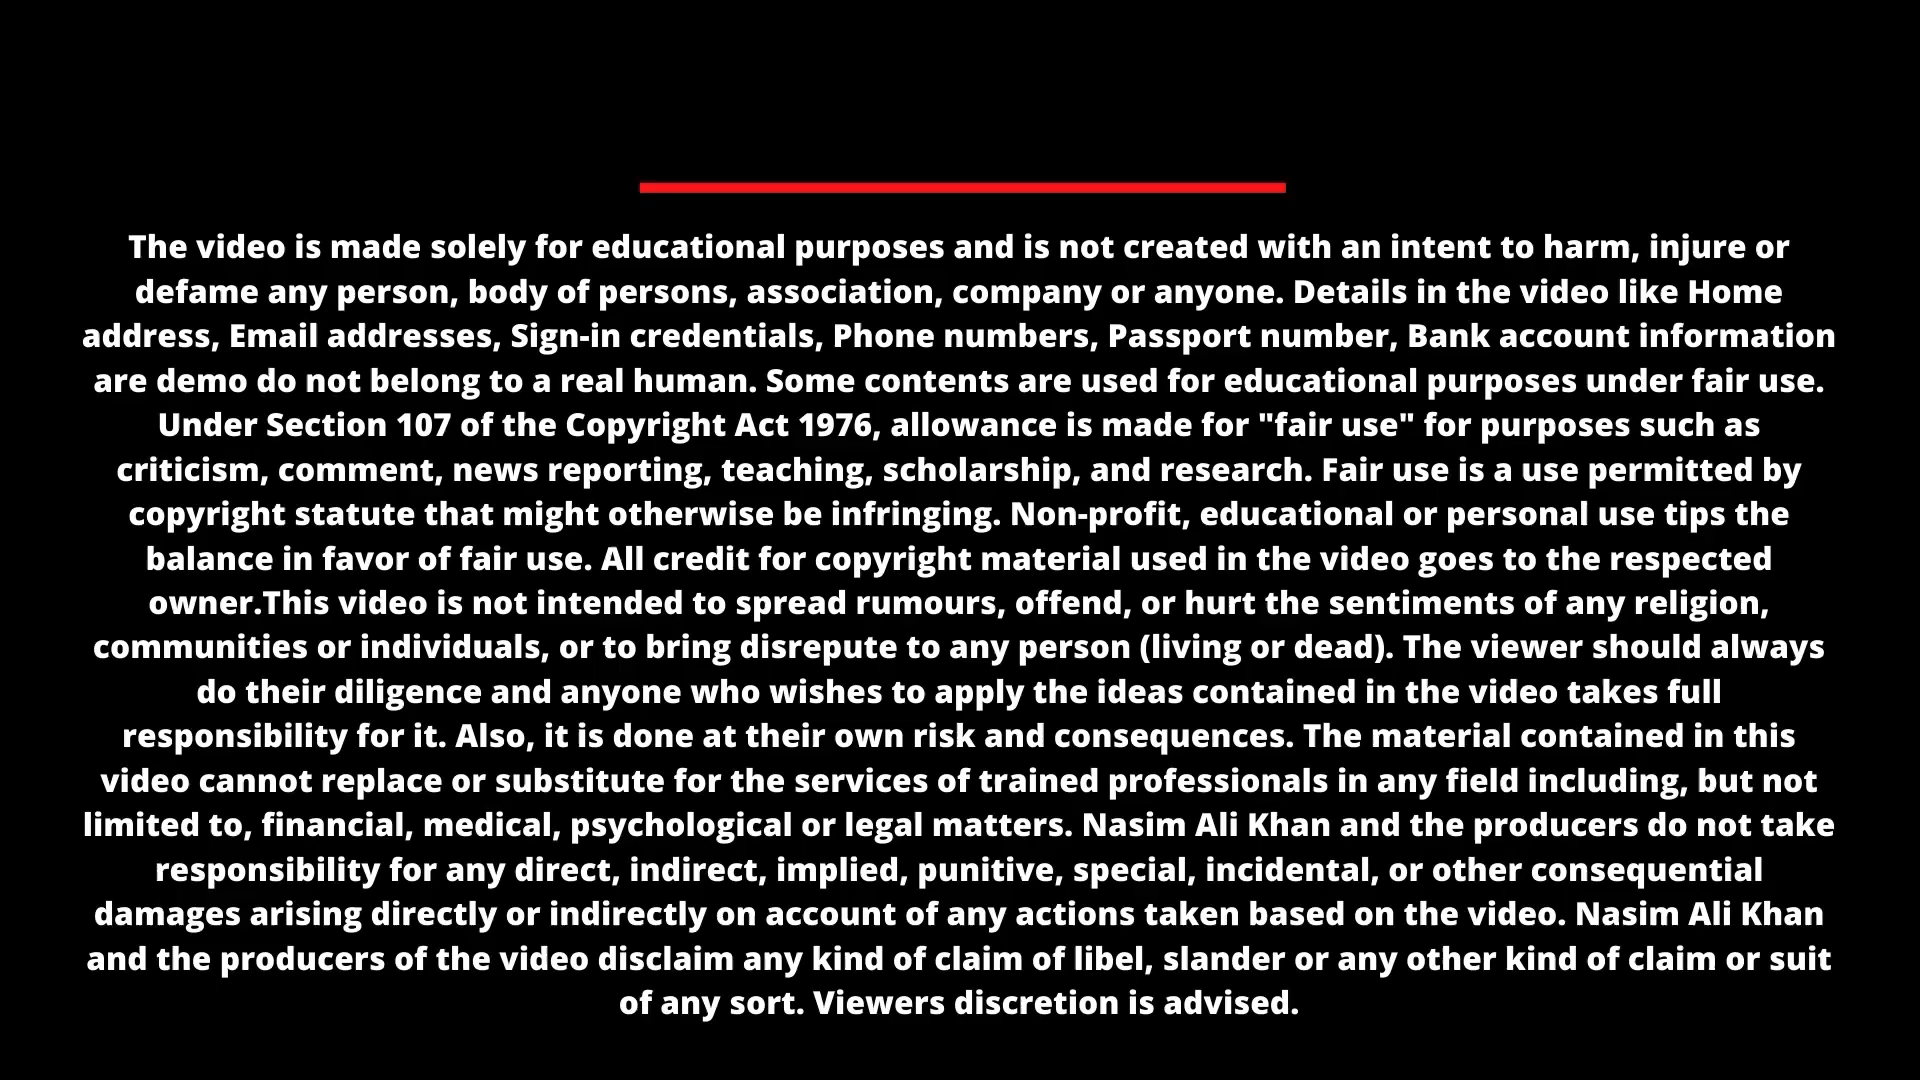 The video is made solely for educational purposes and is not created with an intent to harm, injure or
defame any person, body of persons, association, company or anyone. Details in the video like Home
address, Email addresses, Sign-in credentials, Phone numbers, Passport number, Bank account information
are demo do not belong to a real human. Some contents are used for educational purposes under fair use.
Under Section 107 of the Copyright Act 1976, allowance is made for "fair use" for purposes such as
criticism, comment, news reporting, teaching, scholarship, and research. Fair use is a use permitted by
copyright statute that might otherwise be infringing. Non-profit, educational or personal use tips the
balance in favor of fair use. All credit for copyright material used in the video goes to the respected
owner.This video is not intended to spread rumours, offend, or hurt the sentiments of any religion,
communities or individuals, or to bring disrepute to any person (living or dead). The viewer should always
do their diligence and anyone who wishes to apply the ideas contained in the video takes full
responsibility for it. Also, it is done at their own risk and consequences. The material contained in this
video cannot replace or substitute for the services of trained professionals in any field including, but not
limited to, financial, medical, psychological or legal matters. Nasim Ali Khan and the producers do not take
responsibility for any direct, indirect, implied, punitive, special, incidental, or other consequential
damages arising directly or indirectly on account of any actions taken based on the video. Nasim Ali Khan
and the producers of the video disclaim any kind of claim of libel, slander or any other kind of claim or suit
of any sort. Viewers discretion is advised.